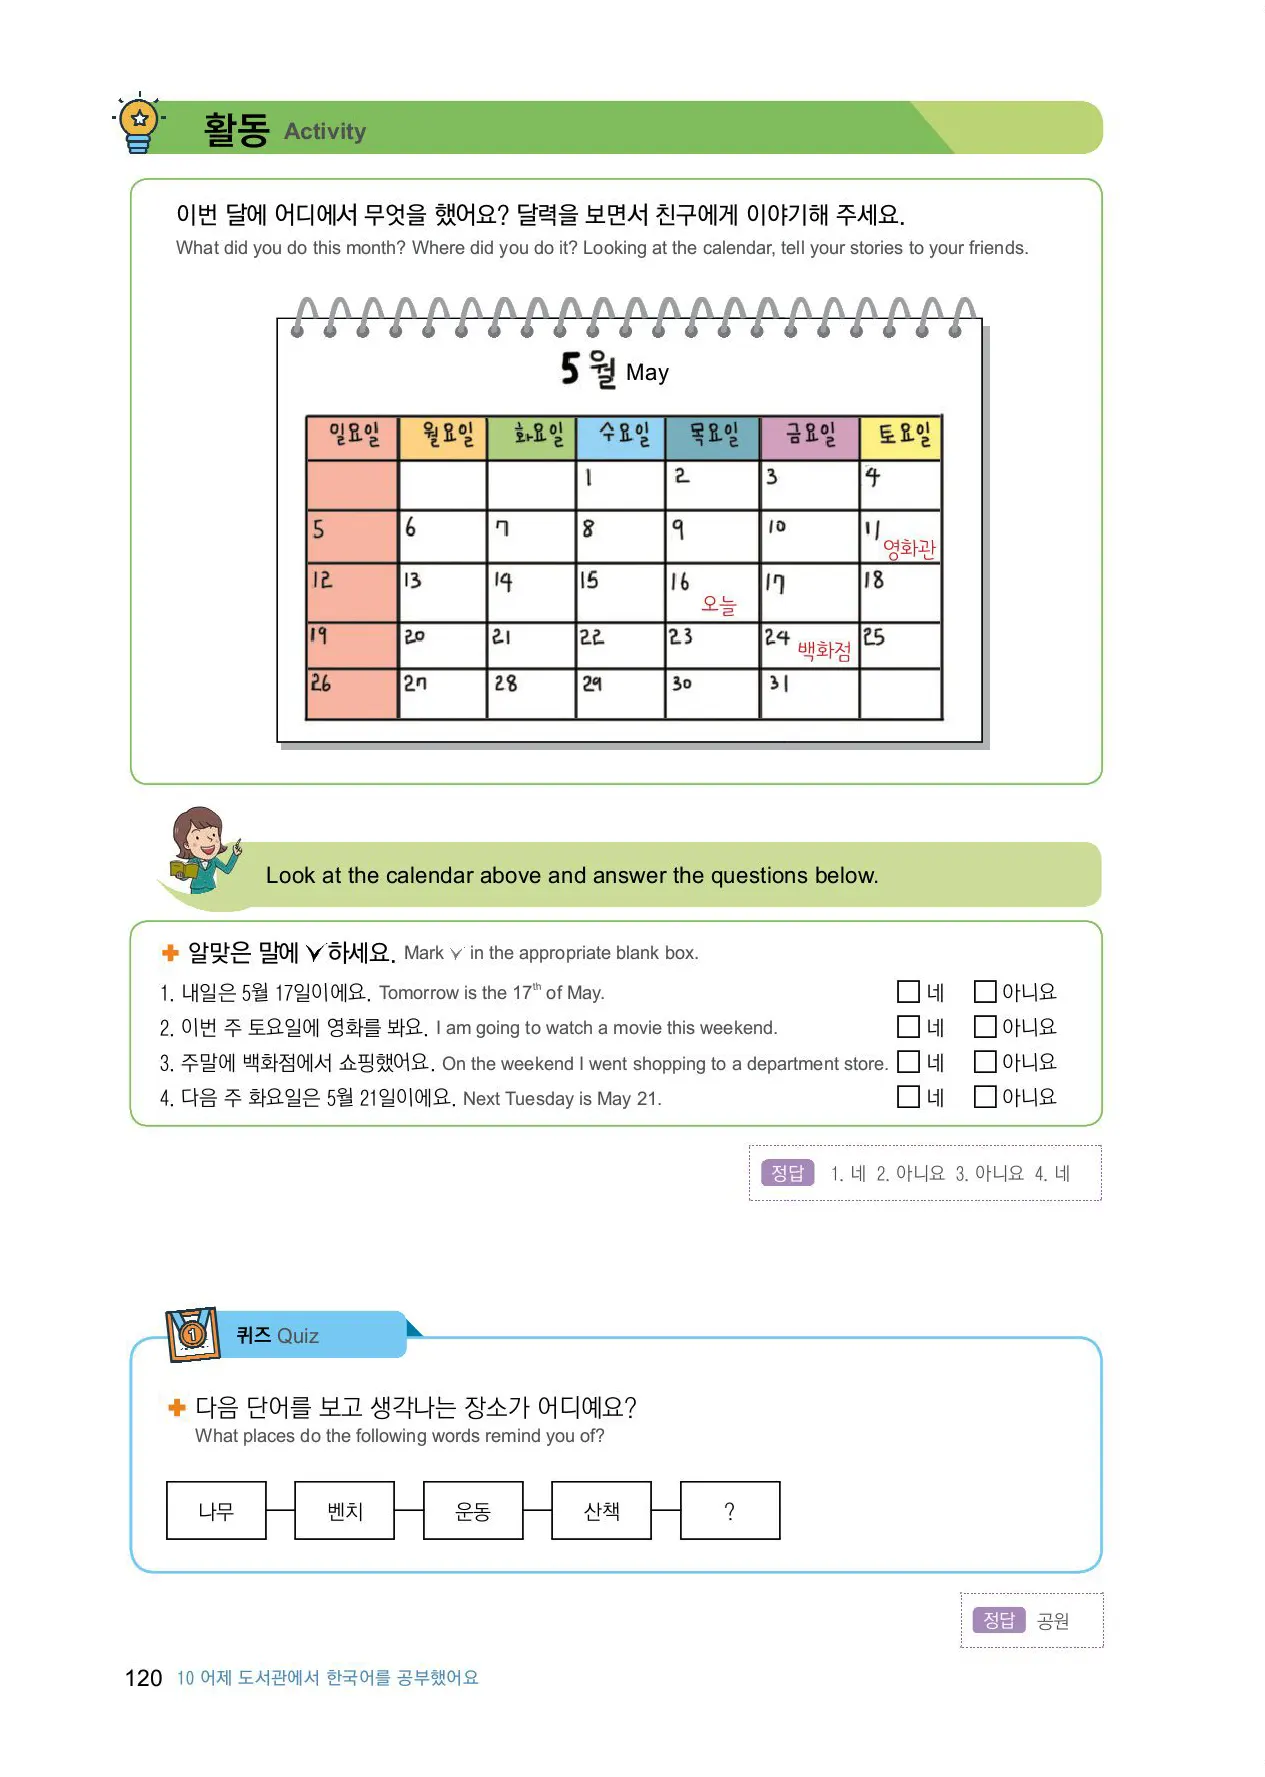 활동 Activity
이번 달에 어디에서 무엇을 했어요? 달력을 보면서 친구에게 이야기해 주세요.
What did you do this month? Where did you do it? Looking at the calendar, tell your stories to your friends.
5월 May
일요일 월요일 화요일 수요일 목요일 금요일 토요일
1 2 3 4
5 6 7 8 9 10 11 영화관
12 13 14 15 16 오늘 17 18
19 20 21 22 23 24 백화점 25
26 27 28 29 30 31
Look at the calendar above and answer the questions below.
✚ 알맞은 말에 ✓하세요. Mark ✓ in the appropriate blank box.
1. 내일은 5월 17일이에요. Tomorrow is the 17th of May. □ 네 □ 아니요
2. 이번 주 토요일에 영화를 봐요. I am going to watch a movie this weekend. □ 네 □ 아니요
3. 주말에 백화점에서 쇼핑했어요. On the weekend I went shopping to a department store. □ 네 □ 아니요
4. 다음 주 화요일은 5월 21일이에요. Next Tuesday is May 21. □ 네 □ 아니요
정답 1. 네 2. 아니요 3. 아니요 4. 네
1 퀴즈 Quiz
✚ 다음 단어를 보고 생각나는 장소가 어디예요?
What places do the following words remind you of?
나무 벤치 운동 산책 ?
정답 공원
120 10 어제 도서관에서 한국어를 공부했어요